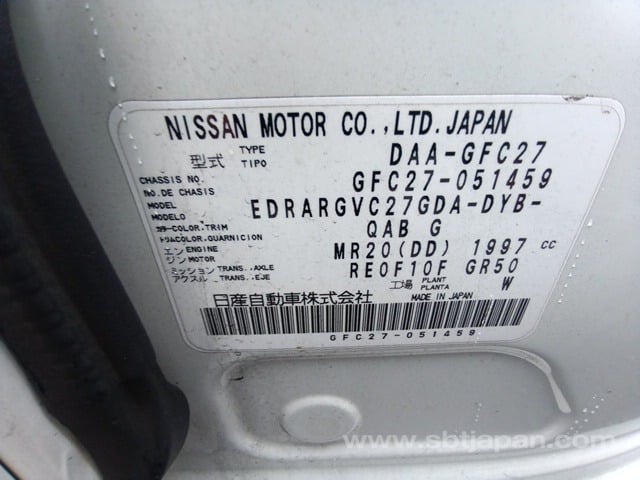 NISSAN MOTOR CO.,LTD.JAPAN
型式 TYPE TIPO DAA-GFC27
CHASSIS NO. NO.DE CHASIS GFC27-051459
MODEL MODELO EDRARGVC27GDA-DYB-
カラー COLOR.TRIM トリム COLOR.GUARNICION QAB G
エンジン ENGINE MOTOR MR20(DD) 1997 CC
ミッション アクスル TRANS..AXLE TRANS..EJE RE0F10F GR50
工場 PLANT PLANTA W
日産自動車株式会社 MADE IN JAPAN
GFC27-051459
www.sbtjapan.com